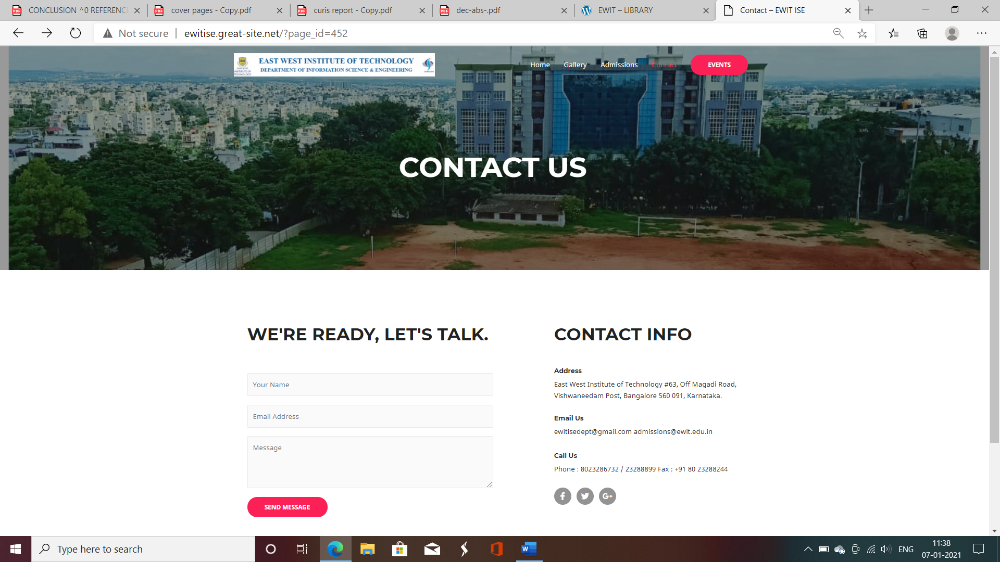 CONCLUSION ^0 REFERENC
cover pages - Copy.pdf
curis report - Copy.pdf
dec-abs-.pdf
EWIT – LIBRARY
Contact – EWIT ISE
Not secure
ewitise.great-site.net/?page_id=452
EAST WEST INSTITUTE OF TECHNOLOGY
DEPARTMENT OF INFORMATION SCIENCE & ENGINEERING
EAST WEST
INSTITUTE OF
TECHNOLOGY
Home
Gallery
Admissions
Contact
EVENTS
CONTACT US
WE'RE READY, LET'S TALK.
Your Name
Email Address
Message
SEND MESSAGE
CONTACT INFO
Address
East West Institute of Technology #63, Off Magadi Road,
Vishwaneedam Post, Bangalore 560 091, Karnataka.
Email Us
ewitisedept@gmail.com admissions@ewit.edu.in
Call Us
Phone : 8023286732 / 23288899 Fax : +91 80 23288244
Type here to search
ENG
11:38
07-01-2021